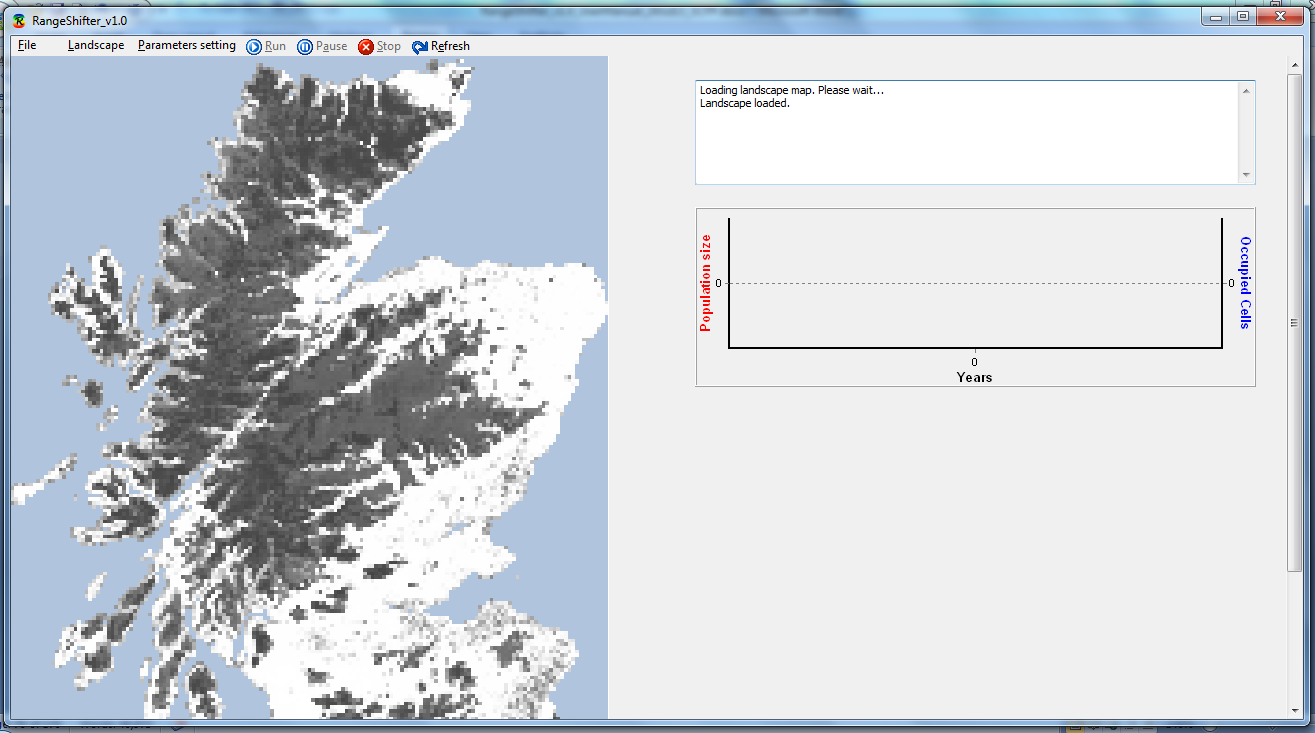 RangeShifter_v1.0
File Landscape Parameters setting Run Pause Stop Refresh
Loading landscape map. Please wait...
Landscape loaded.
Population size
0
0
Occupied Cells
0
Years